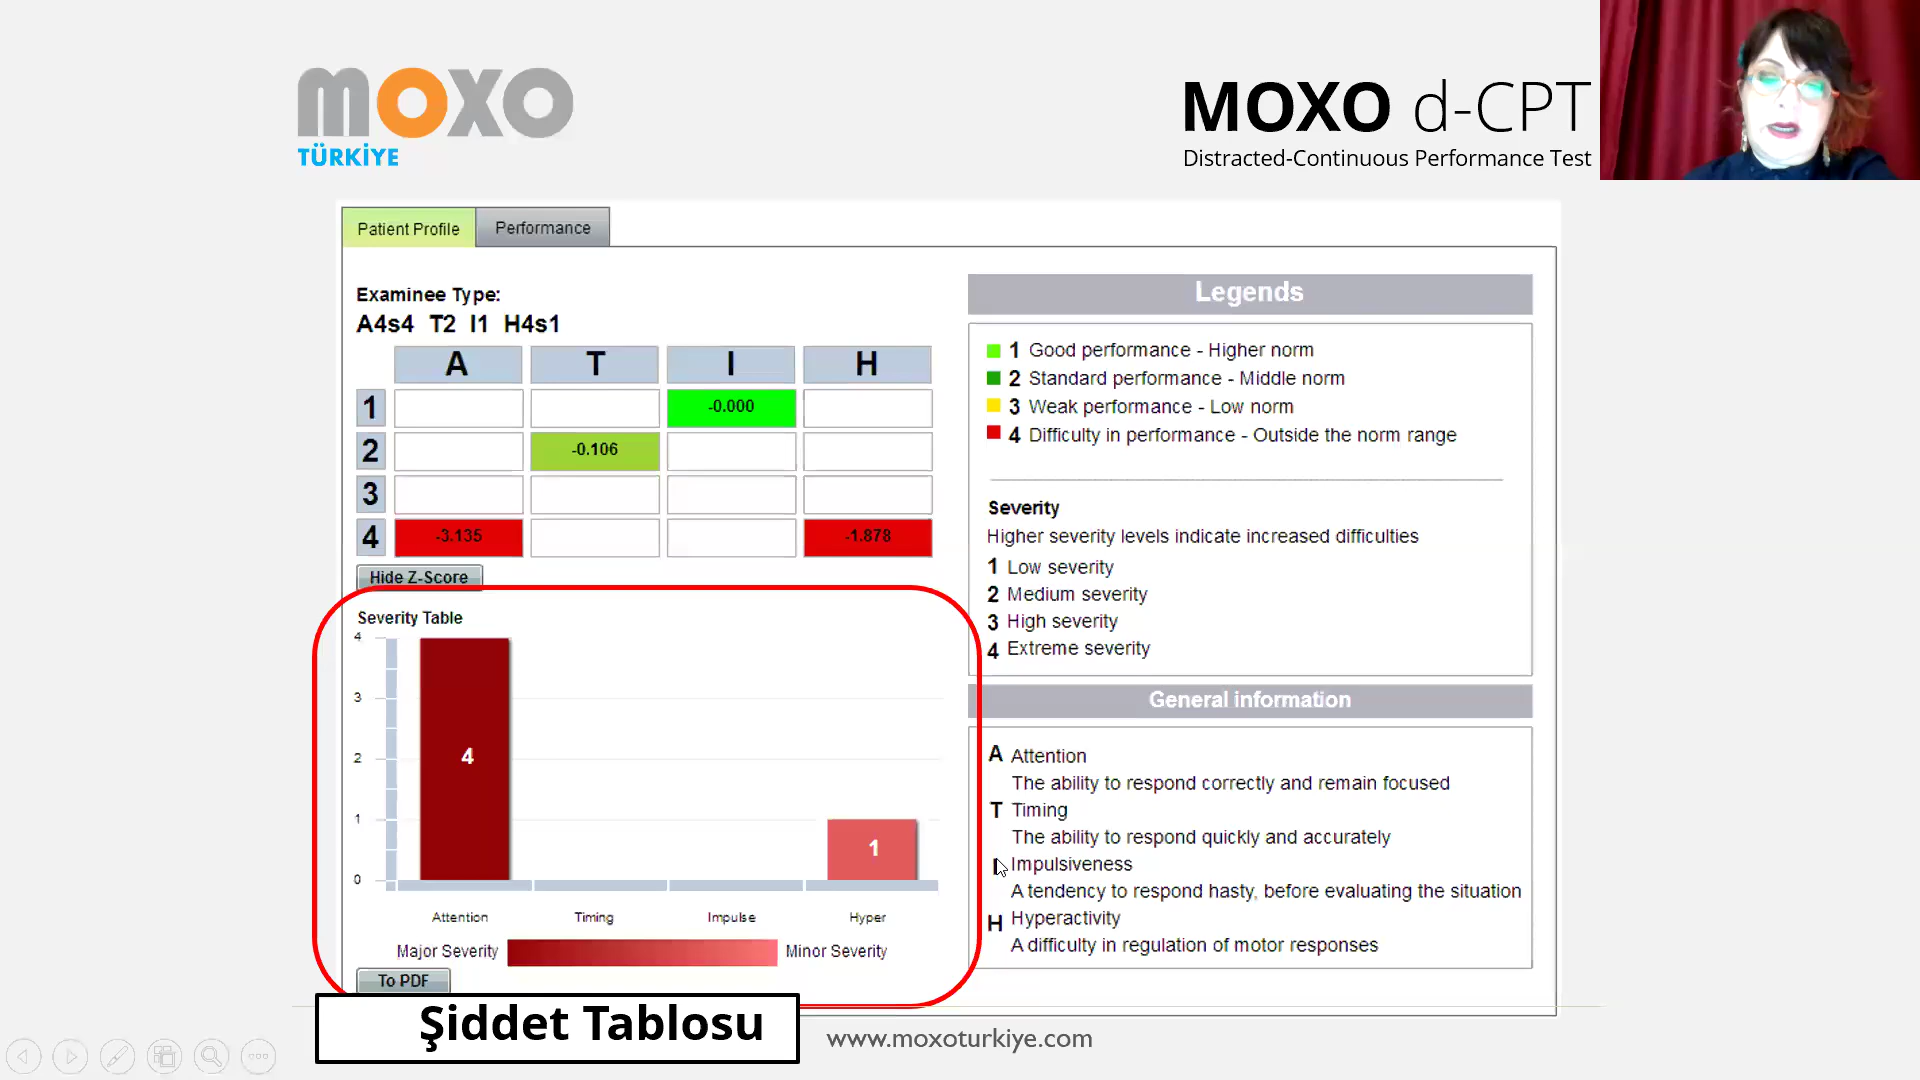 moxo
TÜRKİYE
MOXO d-CPT
Distracted-Continuous Performance Test
Patient Profile
Performance
Examinee Type:
A4s4 T2 I1 H4s1
A T I H
1 -0.000
2 -0.106
3
4 -3.135 -1.878
Hide Z-Score
Severity Table
4
3
2
1
0
4
1
Attention Timing Impulse Hyper
Major Severity Minor Severity
To PDF
Legends
1 Good performance - Higher norm
2 Standard performance - Middle norm
3 Weak performance - Low norm
4 Difficulty in performance - Outside the norm range
Severity
Higher severity levels indicate increased difficulties
1 Low severity
2 Medium severity
3 High severity
4 Extreme severity
General information
A Attention
The ability to respond correctly and remain focused
T Timing
The ability to respond quickly and accurately
I Impulsiveness
A tendency to respond hasty, before evaluating the situation
H Hyperactivity
A difficulty in regulation of motor responses
Şiddet Tablosu
www.moxoturkiye.com